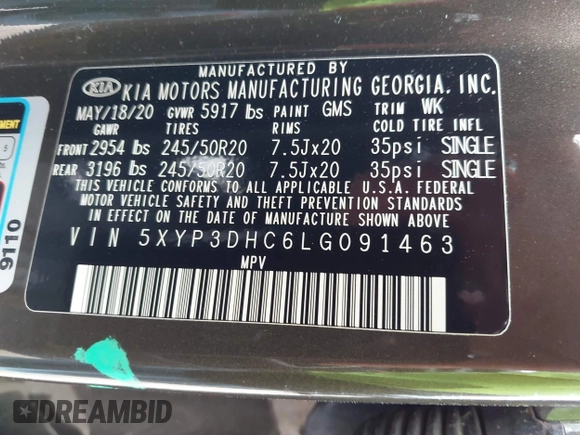 MANUFACTURED BY
KIA KIA MOTORS MANUFACTURING GEORGIA, INC.
MAY/18/20 GVWR 5917 lbs PAINT GMS TRIM WK
GAWR TIRES RIMS COLD TIRE INFL
FRONT 2954 lbs 245/50R20 7.5Jx20 35psi SINGLE
REAR 3196 lbs 245/50R20 7.5Jx20 35psi SINGLE
THIS VEHICLE CONFORMS TO ALL APPLICABLE U.S.A. FEDERAL
MOTOR VEHICLE SAFETY AND THEFT PREVENTION STANDARDS
IN EFFECT ON THE DATE OF MANUFACTURE SHOWN ABOVE.
VIN 5XYP3DHC6LG091463
MPV
9110
DREAMBID